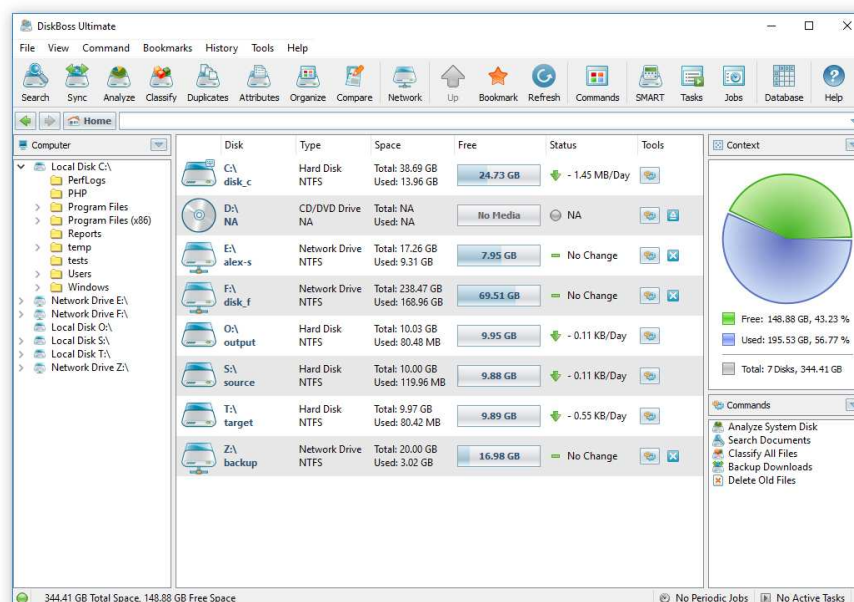 DiskBoss Ultimate
File View Command Bookmarks History Tools Help
Search Sync Analyze Classify Duplicates Attributes Organize Compare Network Up Bookmark Refresh Commands SMART Tasks Jobs Database Help
Home
Computer
Local Disk C:\
PerfLogs
PHP
Program Files
Program Files (x86)
Reports
temp
tests
Users
Windows
Network Drive E:\
Network Drive F:\
Local Disk O:\
Local Disk S:\
Local Disk T:\
Network Drive Z:\
Disk Type Space Free Status Tools
C:\ Hard Disk Total: 38.69 GB
disk_c NTFS Used: 13.96 GB 24.73 GB - 1.45 MB/Day
D:\ CD/DVD Drive Total: NA
NA NA Used: NA No Media NA
E:\ Network Drive Total: 17.26 GB
alex-s NTFS Used: 9.31 GB 7.95 GB No Change
F:\ Network Drive Total: 238.47 GB
disk_f NTFS Used: 168.96 GB 69.51 GB No Change
O:\ Hard Disk Total: 10.03 GB
output NTFS Used: 80.48 MB 9.95 GB - 0.11 KB/Day
S:\ Hard Disk Total: 10.00 GB
source NTFS Used: 119.96 MB 9.88 GB - 0.11 KB/Day
T:\ Hard Disk Total: 9.97 GB
target NTFS Used: 80.42 MB 9.89 GB - 0.55 KB/Day
Z:\ Network Drive Total: 20.00 GB
backup NTFS Used: 3.02 GB 16.98 GB No Change
Context
Free: 148.88 GB, 43.23 %
Used: 195.53 GB, 56.77 %
Total: 7 Disks, 344.41 GB
Commands
Analyze System Disk
Search Documents
Classify All Files
Backup Downloads
Delete Old Files
344.41 GB Total Space, 148.88 GB Free Space No Periodic Jobs No Active Tasks